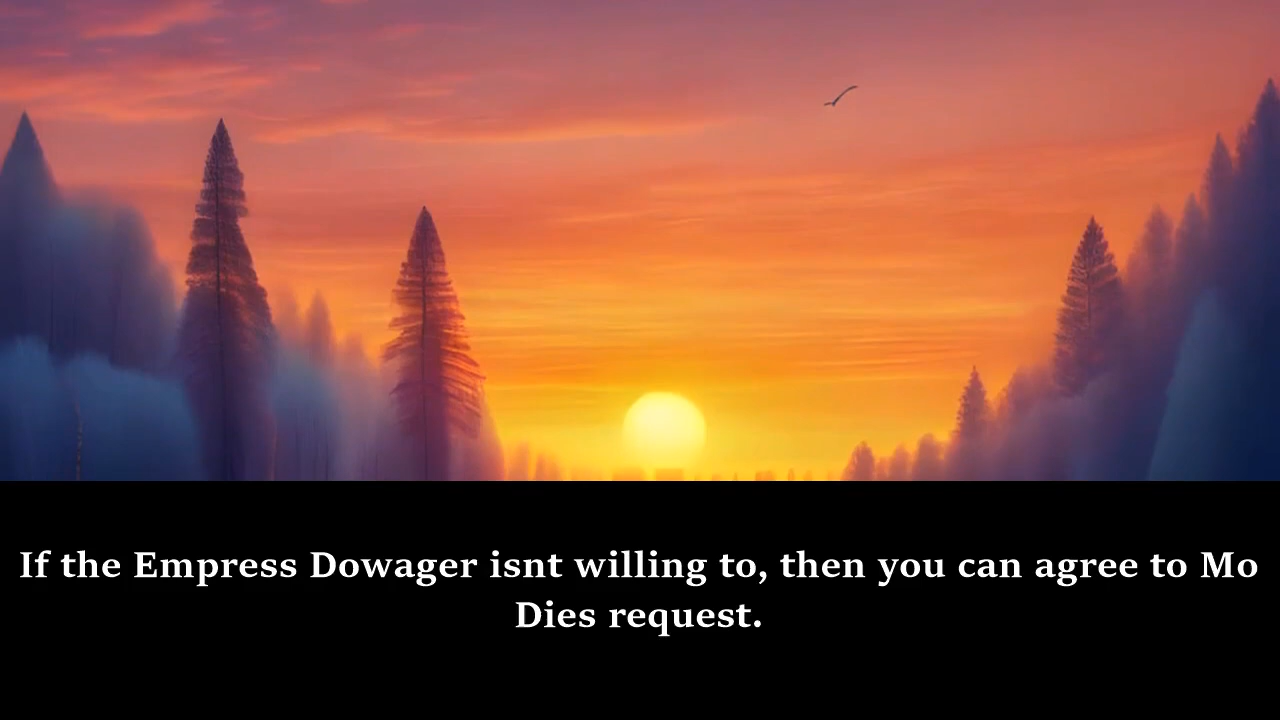 If the Empress Dowager isnt willing to, then you can agree to Mo
Dies request.